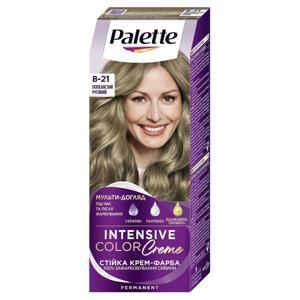 Palette
8-21
ПОПЕЛЯСТИЙ
РУСЯВИЙ
МУЛЬТИ-ДОГЛЯД
ПІД ЧАС
ТА ПІСЛЯ
ФАРБУВАННЯ
КЕРАТИН
ПАНТЕНОЛ
INTENSIVE
COLOR Creme
СТІЙКА КРЕМ-ФАРБА
100% ЗАФАРБОВУВАННЯ СИВИНИ
PERMANENT